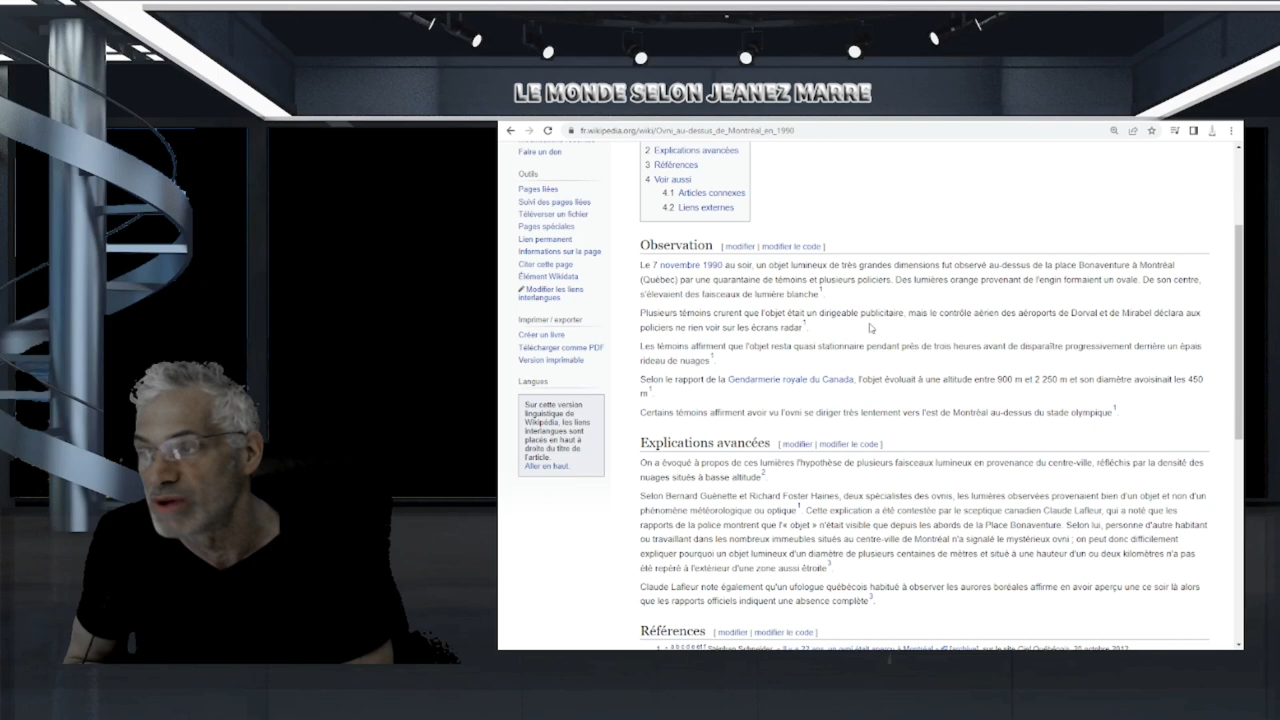 LE MONDE SELON JEANEZ MARRE
fr.wikipedia.org/wiki/Ovni_au-dessus_de_Montréal_en_1990
Faire un don
Outils
Pages liées
Suivi des pages liées
Téléverser un fichier
Pages spéciales
Lien permanent
Informations sur la page
Citer cette page
Élément Wikidata
Modifier les liens
interlangues
Imprimer / exporter
Créer un livre
Télécharger comme PDF
Version imprimable
Langues
Sur cette version
linguistique de
Wikipédia, les liens
interlangues sont
placés en haut à
droite du titre de
l'article.
Aller en haut.
2 Explications avancées
3 Références
4 Voir aussi
4.1 Articles connexes
4.2 Liens externes
Observation [ modifier | modifier le code ]
Le 7 novembre 1990 au soir, un objet lumineux de très grandes dimensions fut observé au-dessus de la place Bonaventure à Montréal
(Québec) par une quarantaine de témoins et plusieurs policiers. Des lumières orange provenant de l'engin formaient un ovale. De son centre,
s'élevaient des faisceaux de lumière blanche 1.
Plusieurs témoins crurent que l'objet était un dirigeable publicitaire, mais le contrôle aérien des aéroports de Dorval et de Mirabel déclara aux
policiers ne rien voir sur les écrans radar 1.
Les témoins affirment que l'objet resta quasi stationnaire pendant près de trois heures avant de disparaître progressivement derrière un épais
rideau de nuages 1.
Selon le rapport de la Gendarmerie royale du Canada, l'objet évoluait à une altitude entre 900 m et 2 250 m et son diamètre avoisinait les 450
m 1.
Certains témoins affirment avoir vu l'ovni se diriger très lentement vers l'est de Montréal au-dessus du stade olympique 1.
Explications avancées [ modifier | modifier le code ]
On a évoqué à propos de ces lumières l'hypothèse de plusieurs faisceaux lumineux en provenance du centre-ville, réfléchis par la densité des
nuages situés à basse altitude 2.
Selon Bernard Guénette et Richard Foster Haines, deux spécialistes des ovnis, les lumières observées provenaient bien d'un objet et non d'un
phénomène météorologique ou optique 1. Cette explication a été contestée par le sceptique canadien Claude Lafleur, qui a noté que les
rapports de la police montrent que l'« objet » n'était visible que depuis les abords de la Place Bonaventure. Selon lui, personne d'autre habitant
ou travaillant dans les nombreux immeubles situés au centre-ville de Montréal n'a signalé le mystérieux ovni ; on peut donc difficilement
expliquer pourquoi un objet lumineux d'un diamètre de plusieurs centaines de mètres et situé à une hauteur d'un ou deux kilomètres n'a pas
été repéré à l'extérieur d'une zone aussi étroite 3.
Claude Lafleur note également qu'un ufologue québécois habitué à observer les aurores boréales affirme en avoir aperçu une ce soir là alors
que les rapports officiels indiquent une absence complète 3.
Références [ modifier | modifier le code ]